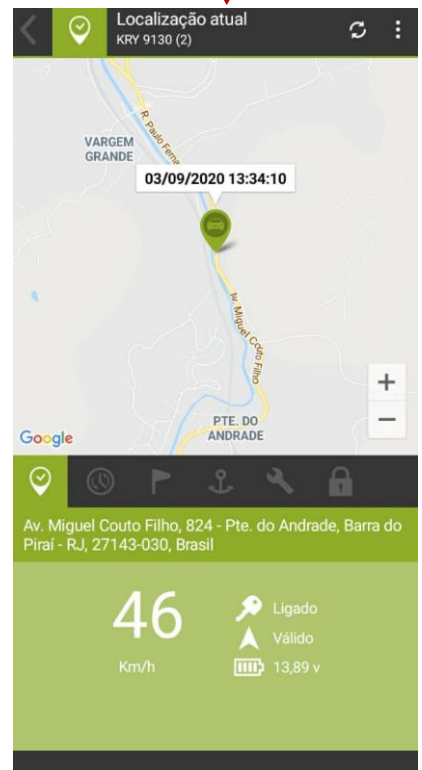 Localização atual
KRY 9130 (2)
R. Paulo Ferna
VARGEM
GRANDE
03/09/2020 13:34:10
Av. Miguel Couto Filho
PTE. DO
ANDRADE
+
−
Google
Av. Miguel Couto Filho, 824 - Pte. do Andrade, Barra do
Piraí - RJ, 27143-030, Brasil
46
Km/h
Ligado
Válido
13,89 v